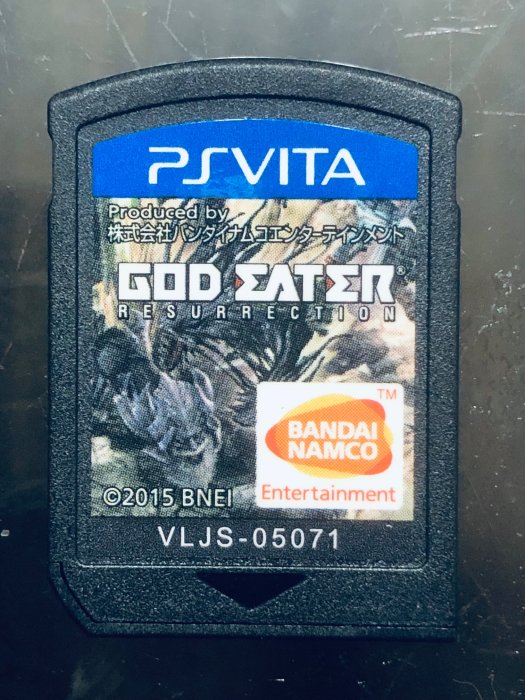 PSVITA
Produced by
株式会社バンダイナムコエンターテインメント
GOD EATER®
RESURRECTION
TM
BANDAI
NAMCO
Entertainment
©2015 BNEI
VLJS-05071